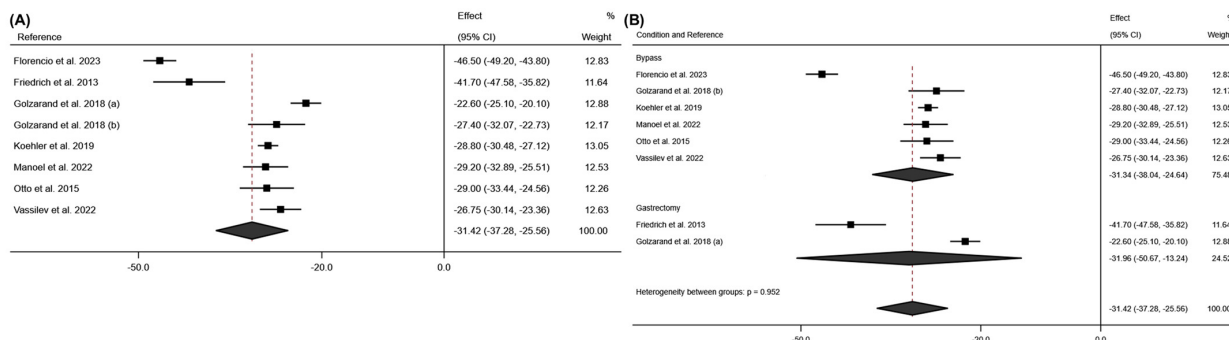 (A)
Effect %
Reference (95% CI) Weight
Florencio et al. 2023 -46.50 (-49.20, -43.80) 12.83
Friedrich et al. 2013 -41.70 (-47.58, -35.82) 11.64
Golzarand et al. 2018 (a) -22.60 (-25.10, -20.10) 12.88
Golzarand et al. 2018 (b) -27.40 (-32.07, -22.73) 12.17
Koehler et al. 2019 -28.80 (-30.48, -27.12) 13.05
Manoel et al. 2022 -29.20 (-32.89, -25.51) 12.53
Otto et al. 2015 -29.00 (-33.44, -24.56) 12.26
Vassilev et al. 2022 -26.75 (-30.14, -23.36) 12.63
-31.42 (-37.28, -25.56) 100.00
-50.0 -20.0 0.0
(B)
Effect
Condition and Reference (95% CI) Weight
Bypass
Florencio et al. 2023 -46.50 (-49.20, -43.80) 12.83
Golzarand et al. 2018 (b) -27.40 (-32.07, -22.73) 12.17
Koehler et al. 2019 -28.80 (-30.48, -27.12) 13.05
Manoel et al. 2022 -29.20 (-32.89, -25.51) 12.53
Otto et al. 2015 -29.00 (-33.44, -24.56) 12.26
Vassilev et al. 2022 -26.75 (-30.14, -23.36) 12.63
-31.34 (-38.04, -24.64) 75.48
Gastrectomy
Friedrich et al. 2013 -41.70 (-47.58, -35.82) 11.64
Golzarand et al. 2018 (a) -22.60 (-25.10, -20.10) 12.88
-31.96 (-50.67, -13.24) 24.52
Heterogeneity between groups: p = 0.952
-31.42 (-37.28, -25.56) 100.00
-50.0 -20.0 0.0